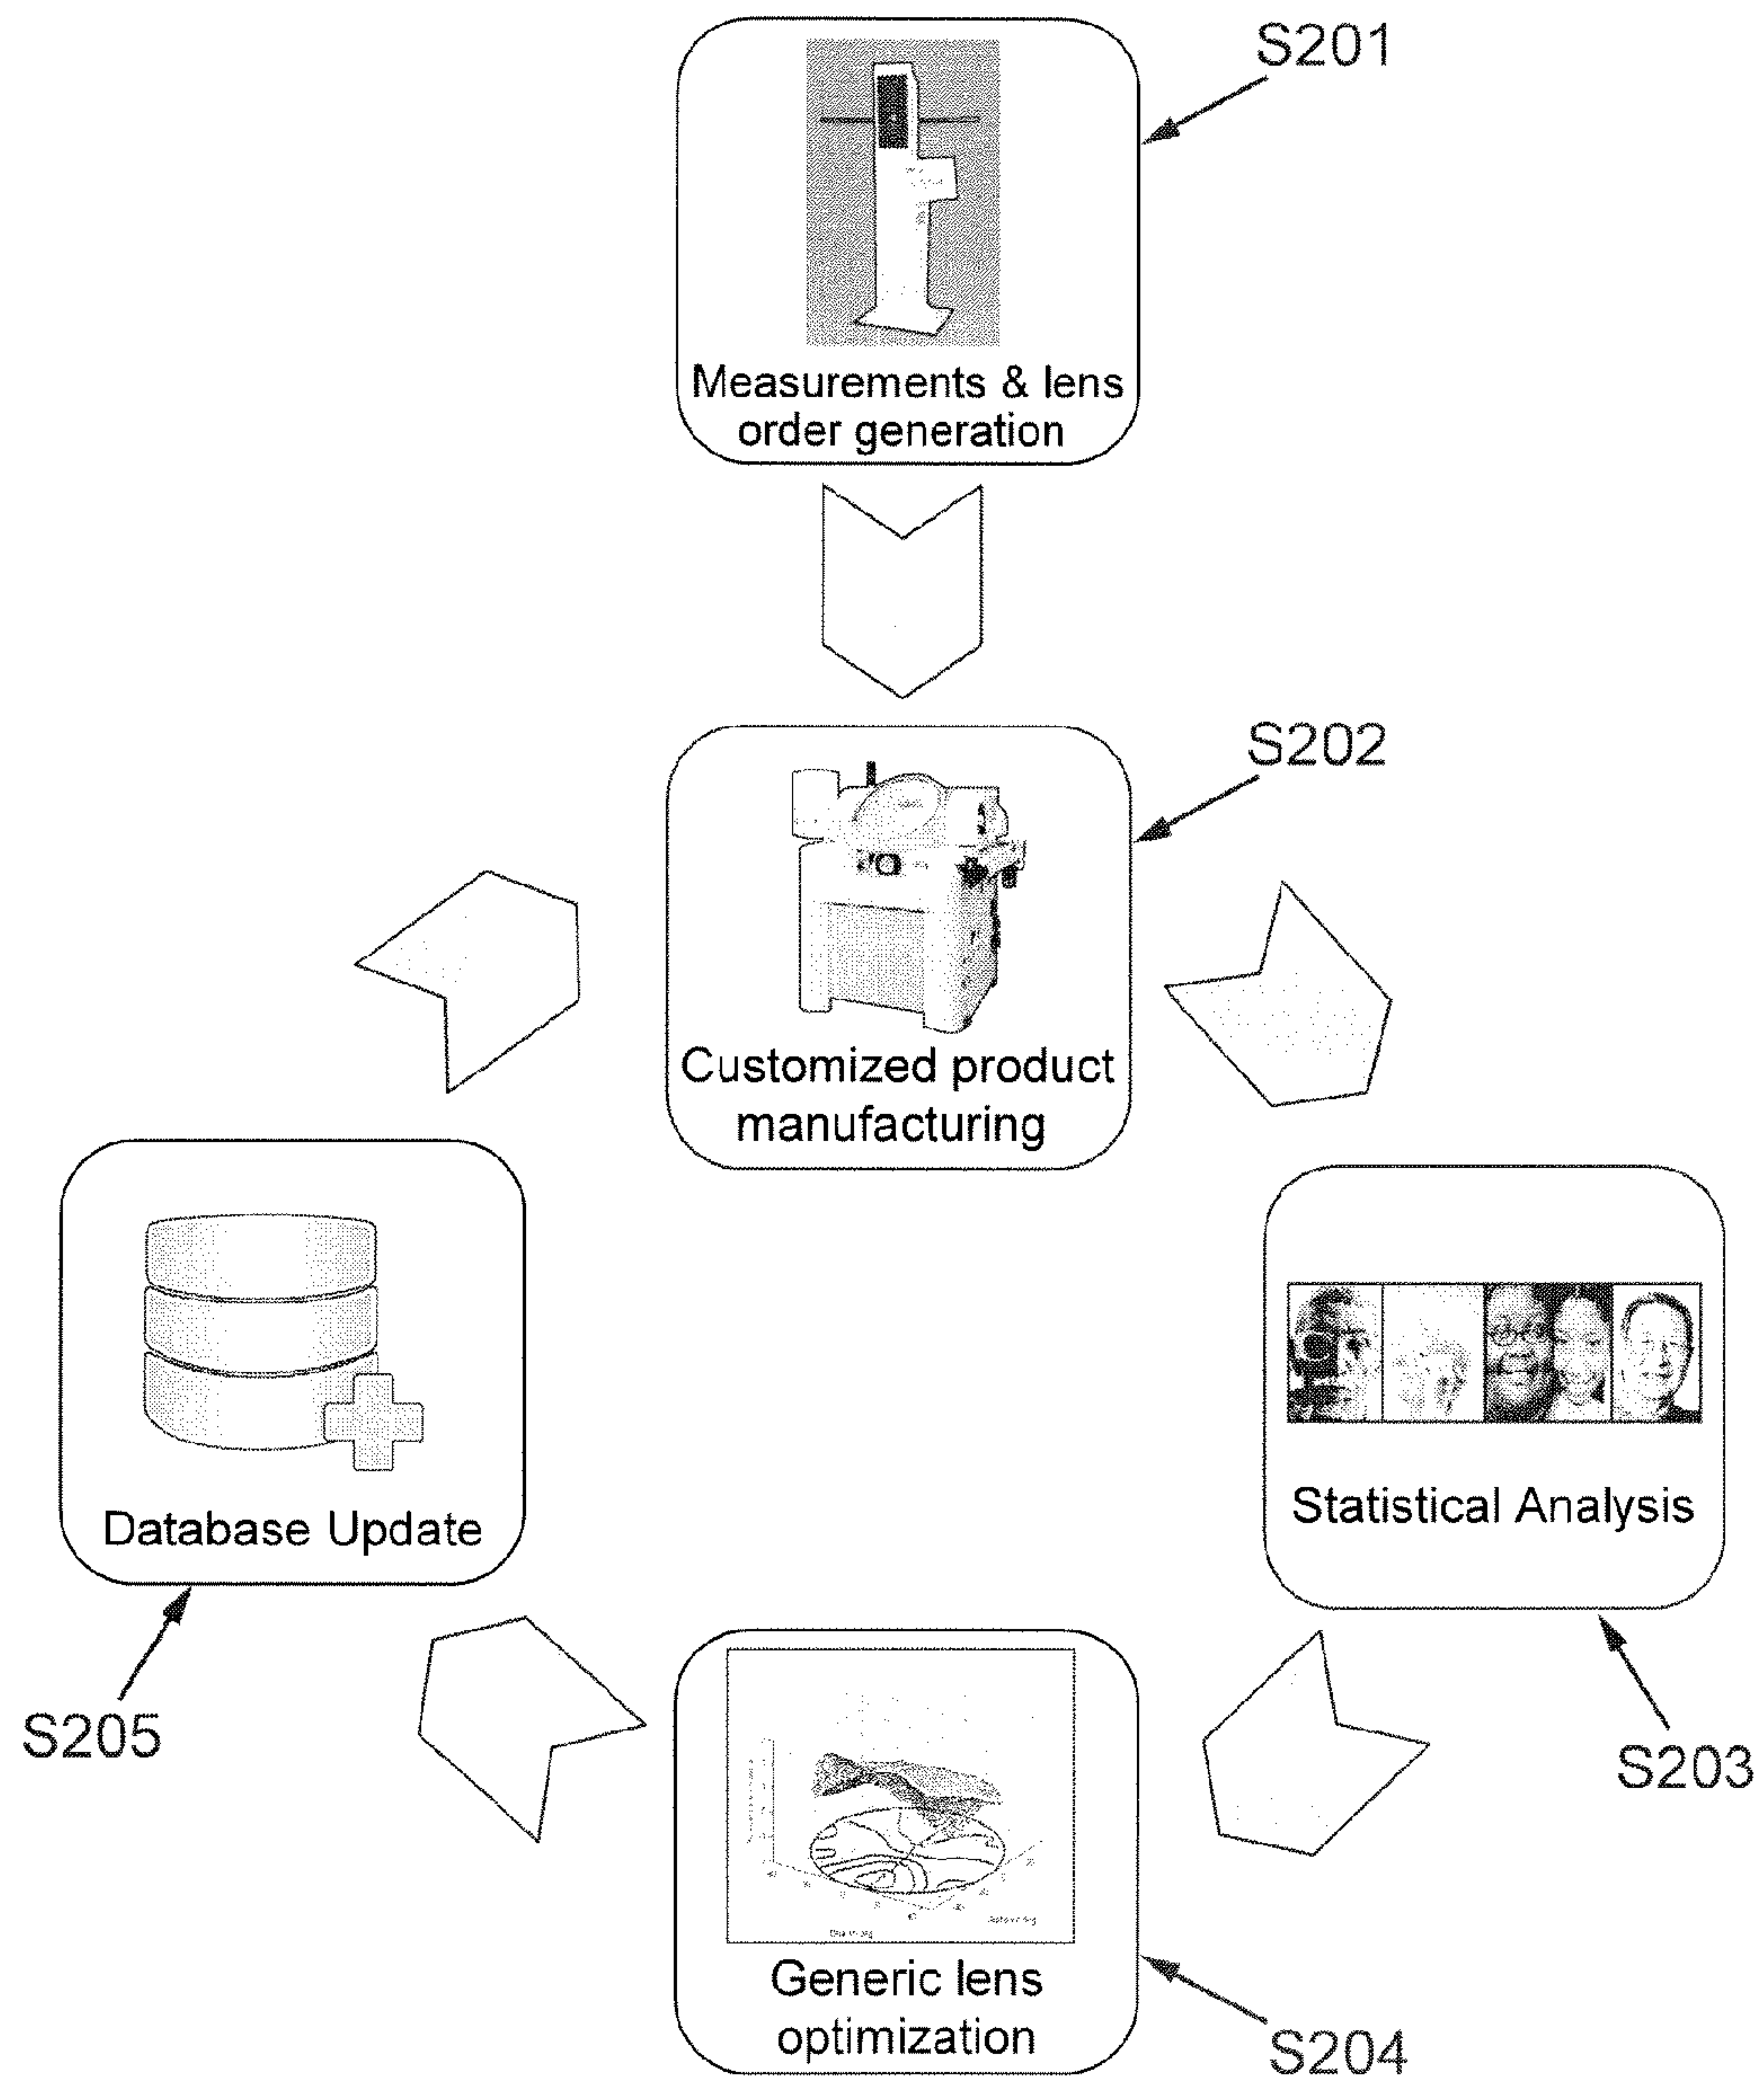 S201
Measurements & lens
order generation
S202
Customized product
manufacturing
Database Update
Statistical Analysis
S205
S203
Generic lens
optimization
S204